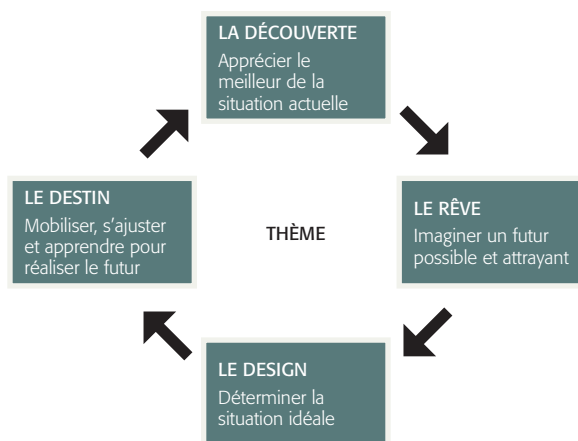 LA DÉCOUVERTE
Apprécier le
meilleur de la
situation actuelle
LE DESTIN
Mobiliser, s'ajuster
et apprendre pour
réaliser le futur
THÈME
LE RÊVE
Imaginer un futur
possible et attrayant
LE DESIGN
Déterminer la
situation idéale